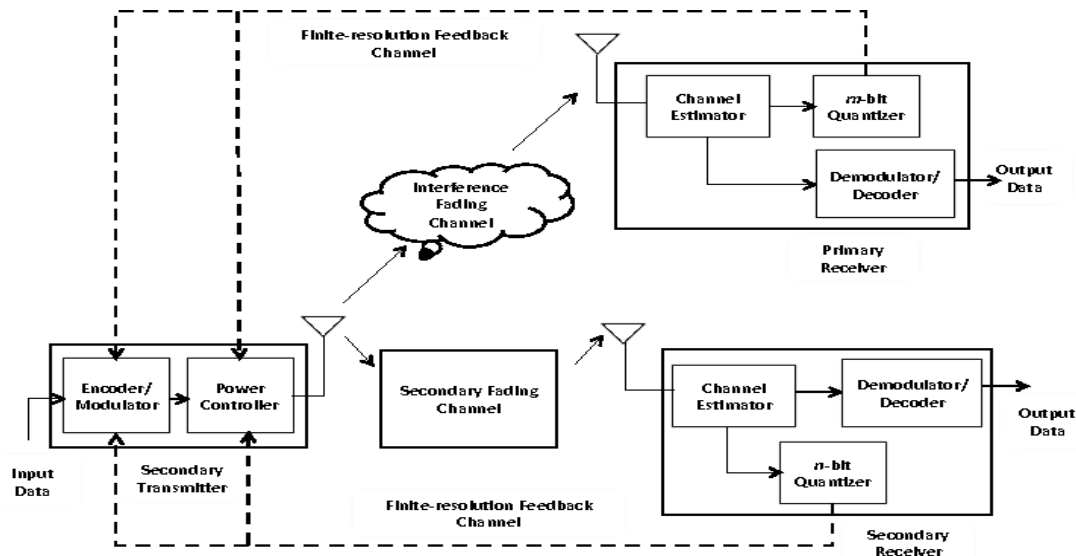 Finite-resolution Feedback
Channel
Channel
Estimator
m-bit
Quantizer
Demodulator/
Decoder
Output
Data
Primary
Receiver
Interference
Fading
Channel
Encoder/
Modulator
Power
Controller
Secondary Fading
Channel
Channel
Estimator
Demodulator/
Decoder
Output
Data
n-bit
Quantizer
Input
Data
Secondary
Transmitter
Finite-resolution Feedback
Channel
Secondary
Receiver